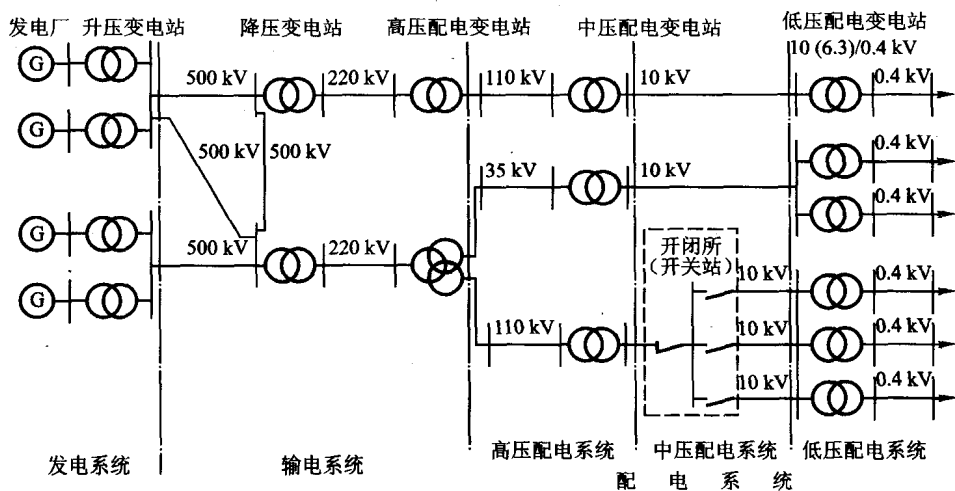 发电厂 升压变电站 降压变电站 高压配电变电站 中压配电变电站 低压配电变电站
10 (6.3)/0.4 kV
G
500 kV 220 kV 110 kV 10 kV 0.4 kV
G
500 kV 500 kV
0.4 kV
35 kV 10 kV
0.4 kV
G
500 kV 220 kV
开闭所
(开关站)
10 kV 0.4 kV
G
110 kV
10 kV 0.4 kV
10 kV 0.4 kV
发电系统 输电系统 高压配电系统 中压配电系统 低压配电系统
配 电 系 统